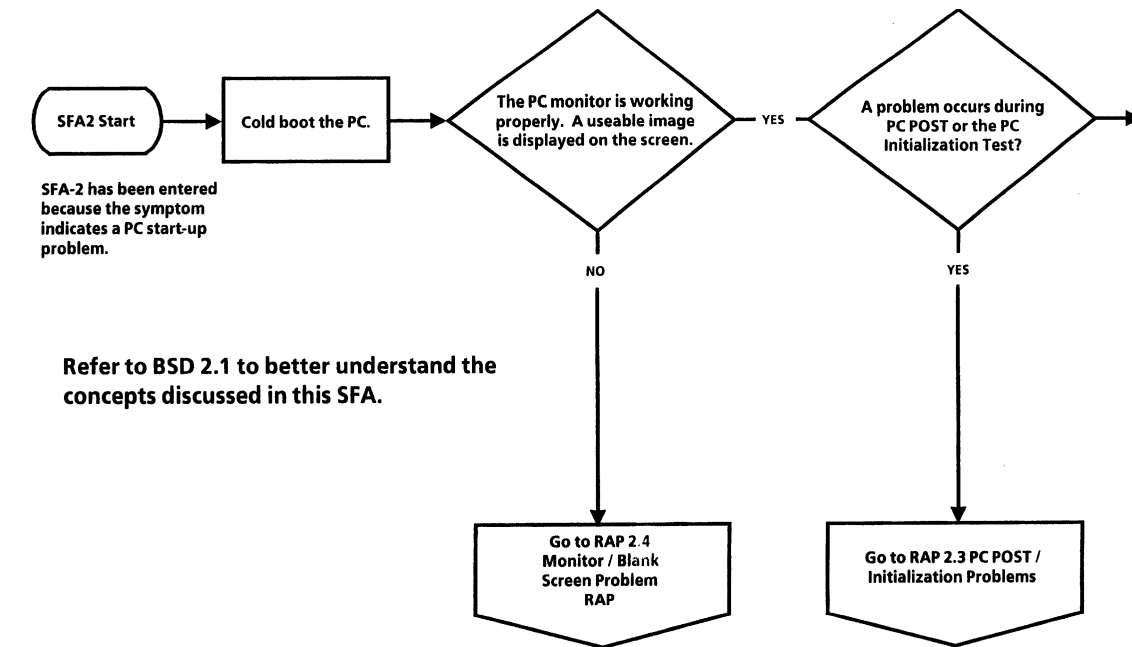 SFA2 Start
Cold boot the PC.
The PC monitor is working
properly. A useable image
is displayed on the screen.
YES
A problem occurs during
PC POST or the PC
Initialization Test?
SFA-2 has been entered
because the symptom
indicates a PC start-up
problem.
NO
YES
Refer to BSD 2.1 to better understand the
concepts discussed in this SFA.
Go to RAP 2.4
Monitor / Blank
Screen Problem
RAP
Go to RAP 2.3 PC POST /
Initialization Problems